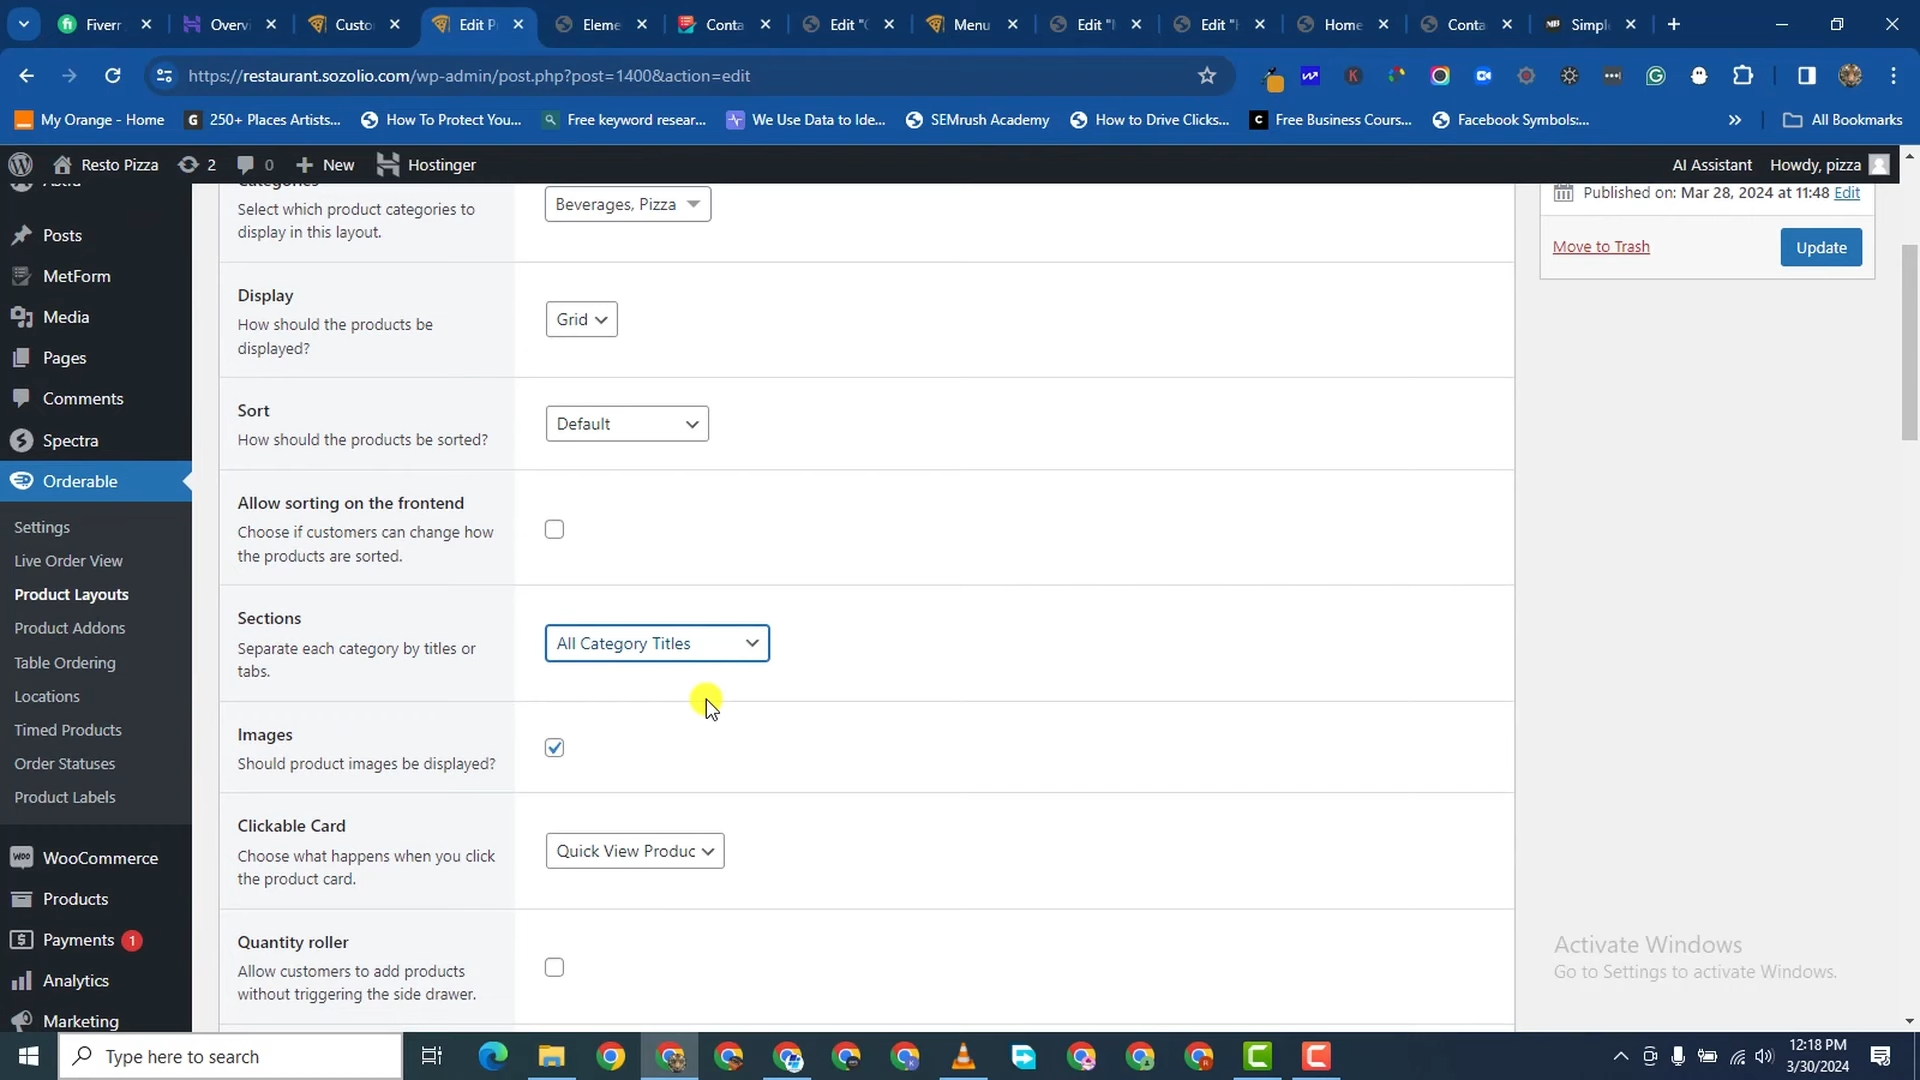 Fiverr
Overv
Custo
Edit P
Eleme
Conta
Edit "C
Menu
Edit "
Edit "H
Home
Conta
Simpl
https://restaurant.sozolio.com/wp-admin/post.php?post=1400&action=edit
My Orange - Home
250+ Places Artists...
How To Protect You...
Free keyword resear...
We Use Data to Ide...
SEMrush Academy
How to Drive Clicks...
Free Business Cours...
Facebook Symbols:...
»
All Bookmarks
Resto Pizza
2
0
New
Hostinger
AI Assistant
Howdy, pizza
Astra
Posts
MetForm
Media
Pages
Comments
Spectra
Orderable
Settings
Live Order View
Product Layouts
Product Addons
Table Ordering
Locations
Timed Products
Order Statuses
Product Labels
WooCommerce
Products
Payments 1
Analytics
Marketing
Categories
Select which product categories to
display in this layout.
Beverages, Pizza
Display
How should the products be
displayed?
Grid
Sort
How should the products be sorted?
Default
Allow sorting on the frontend
Choose if customers can change how
the products are sorted.
Sections
Separate each category by titles or
tabs.
All Category Titles
Images
Should product images be displayed?
Clickable Card
Choose what happens when you click
the product card.
Quick View Produc
Quantity roller
Allow customers to add products
without triggering the side drawer.
Published on: Mar 28, 2024 at 11:48 Edit
Move to Trash
Update
Activate Windows
Go to Settings to activate Windows.
Type here to search
12:18 PM
3/30/2024